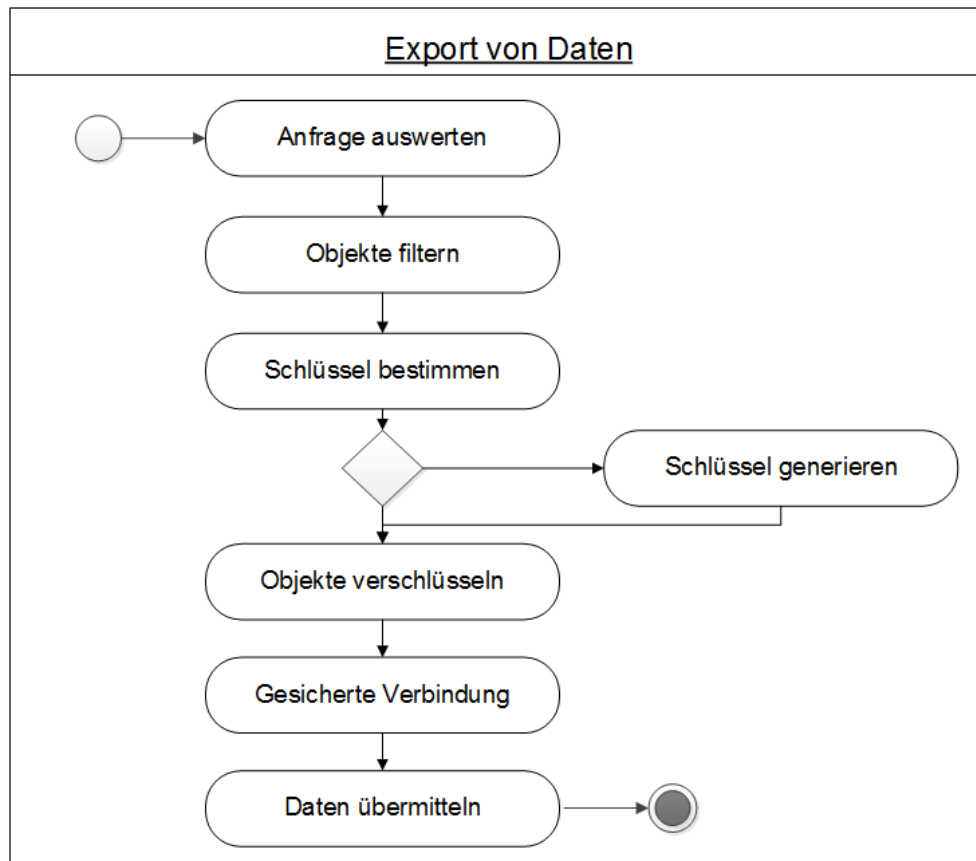 Export von Daten
Anfrage auswerten
Objekte filtern
Schlüssel bestimmen
Schlüssel generieren
Objekte verschlüsseln
Gesicherte Verbindung
Daten übermitteln